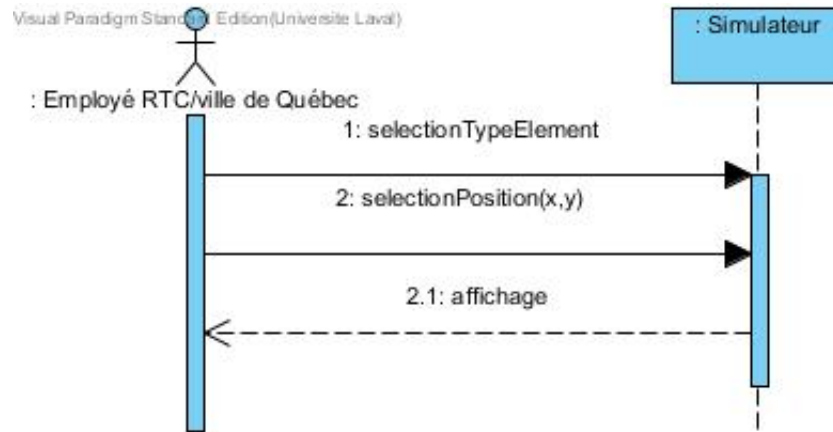 Visual Paradigm Standard Edition(Universite Laval)
: Simulateur
: Employé RTC/ville de Québec
1: selectionTypeElement
2: selectionPosition(x,y)
2.1: affichage